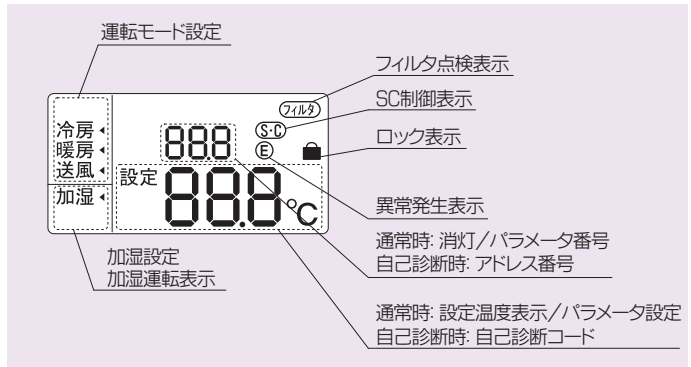 運転モード設定
フィルタ点検表示
SC制御表示
ロック表示
フィルタ
冷房
暖房
送風
加湿
88.8
S・C
E
設定
88.8
℃
異常発生表示
通常時: 消灯/パラメータ番号
自己診断時: アドレス番号
加湿設定
加湿運転表示
通常時: 設定温度表示/パラメータ設定
自己診断時: 自己診断コード